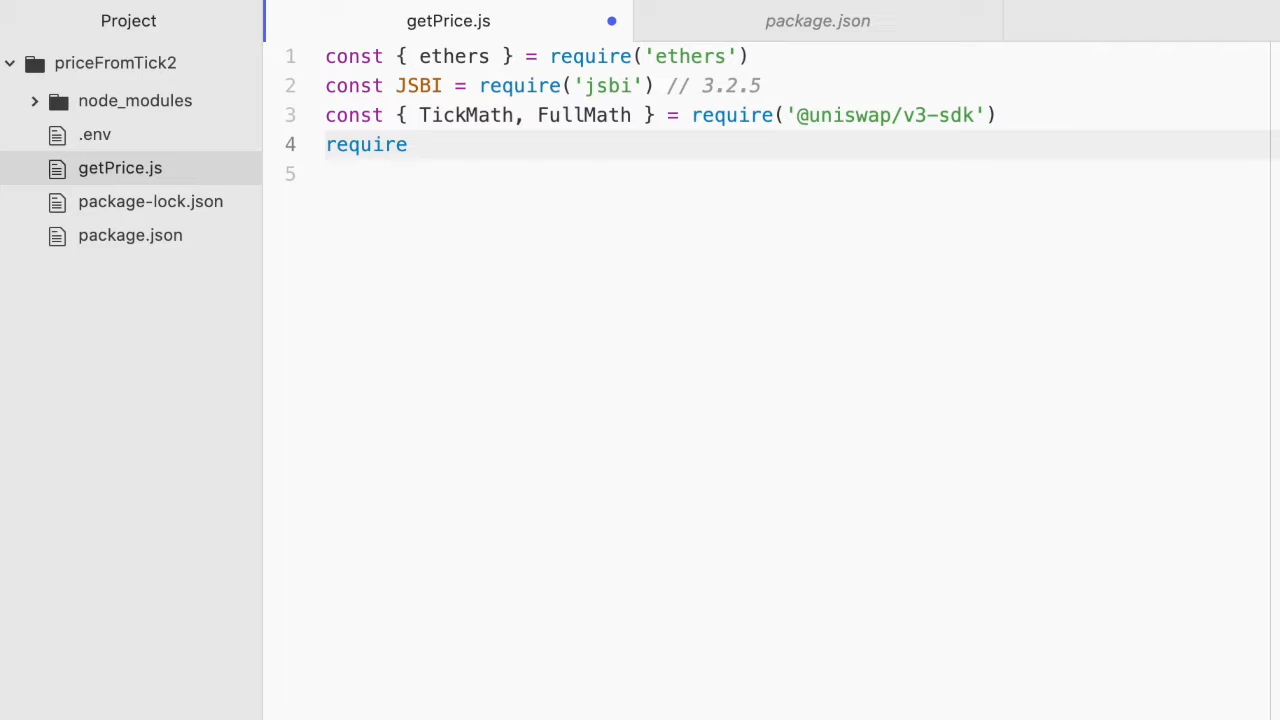 Project
getPrice.js
package.json
priceFromTick2
node_modules
.env
getPrice.js
package-lock.json
package.json
1 const { ethers } = require('ethers')
2 const JSBI = require('jsbi') // 3.2.5
3 const { TickMath, FullMath } = require('@uniswap/v3-sdk')
4 require
5